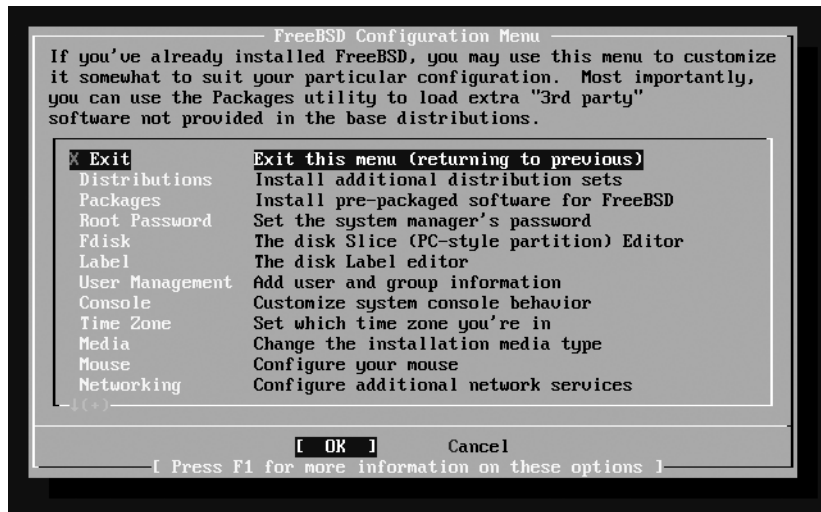 FreeBSD Configuration Menu
If you've already installed FreeBSD, you may use this menu to customize
it somewhat to suit your particular configuration.  Most importantly,
you can use the Packages utility to load extra "3rd party"
software not provided in the base distributions.
X Exit Exit this menu (returning to previous)
Distributions Install additional distribution sets
Packages Install pre-packaged software for FreeBSD
Root Password Set the system manager's password
Fdisk The disk Slice (PC-style partition) Editor
Label The disk Label editor
User Management Add user and group information
Console Customize system console behavior
Time Zone Set which time zone you're in
Media Change the installation media type
Mouse Configure your mouse
Networking Configure additional network services
↓(+)
[ OK ] Cancel
[ Press F1 for more information on these options ]